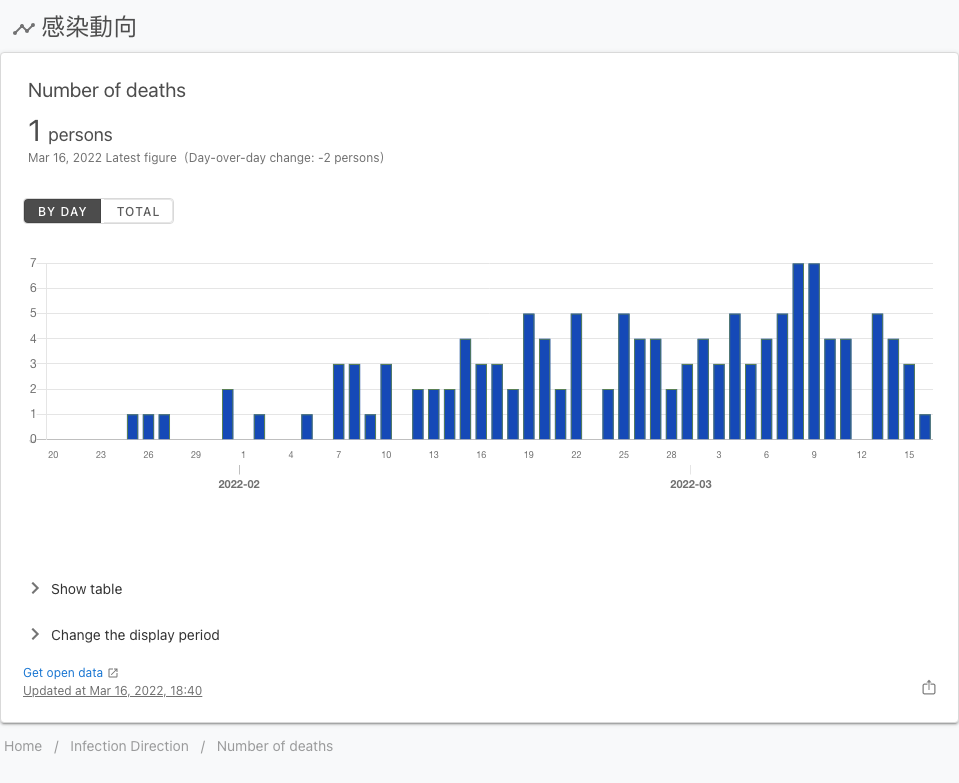 感染動向
Number of deaths
1 persons
Mar 16, 2022 Latest figure (Day-over-day change: -2 persons)
BY DAY TOTAL
7
6
5
4
3
2
1
0
20 23 26 29 1 4 7 10 13 16 19 22 25 28 3 6 9 12 15
2022-02 2022-03
Show table
Change the display period
Get open data
Updated at Mar 16, 2022, 18:40
Home / Infection Direction / Number of deaths